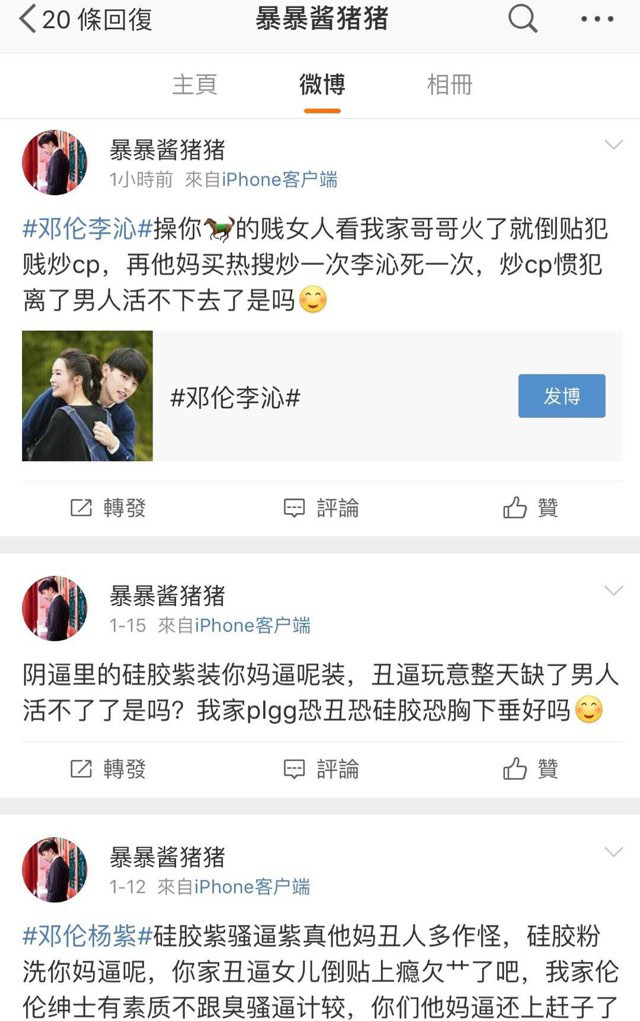 20 條回復
暴暴酱猪猪
主頁
微博
相冊
暴暴酱猪猪
1小時前 來自iPhone客户端
#邓伦李沁#操你🐎的贱女人看我家哥哥火了就倒贴犯
贱炒cp，再他妈买热搜炒一次李沁死一次，炒cp惯犯
离了男人活不下去了是吗😊
#邓伦李沁#
发博
轉發
評論
贊
暴暴酱猪猪
1-15 來自iPhone客户端
阴逼里的硅胶紫装你妈逼呢装，丑逼玩意整天缺了男人
活不了了是吗？我家plgg恐丑恐硅胶恐胸下垂好吗😊
轉發
評論
贊
暴暴酱猪猪
1-12 來自iPhone客户端
#邓伦杨紫#硅胶紫骚逼紫真他妈丑人多作怪，硅胶粉
洗你妈逼呢，你家丑逼女儿倒贴上瘾欠艹了吧，我家伦
伦绅士有素质不跟臭骚逼计较，你们他妈逼还上赶子了